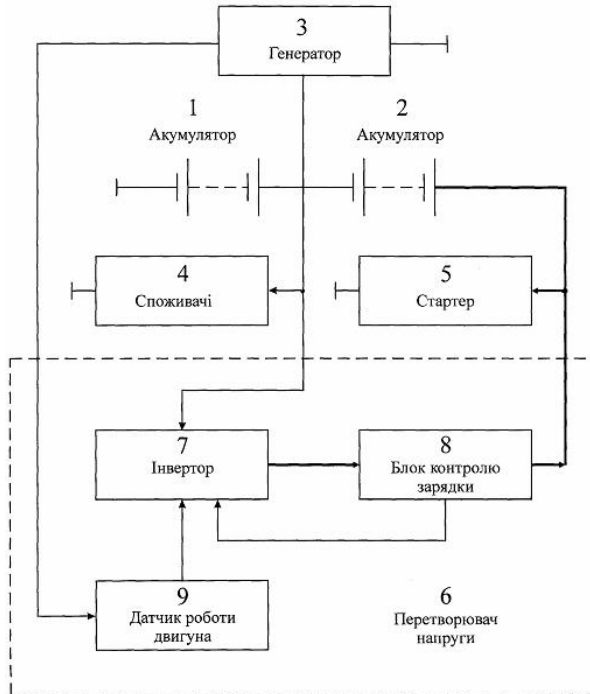 3
Генератор
1
Акумулятор
2
Акумулятор
4
Споживачі
5
Стартер
7
Інвертор
8
Блок контролю
зарядки
9
Датчик роботи
двигуна
6
Перетворювач
напруги